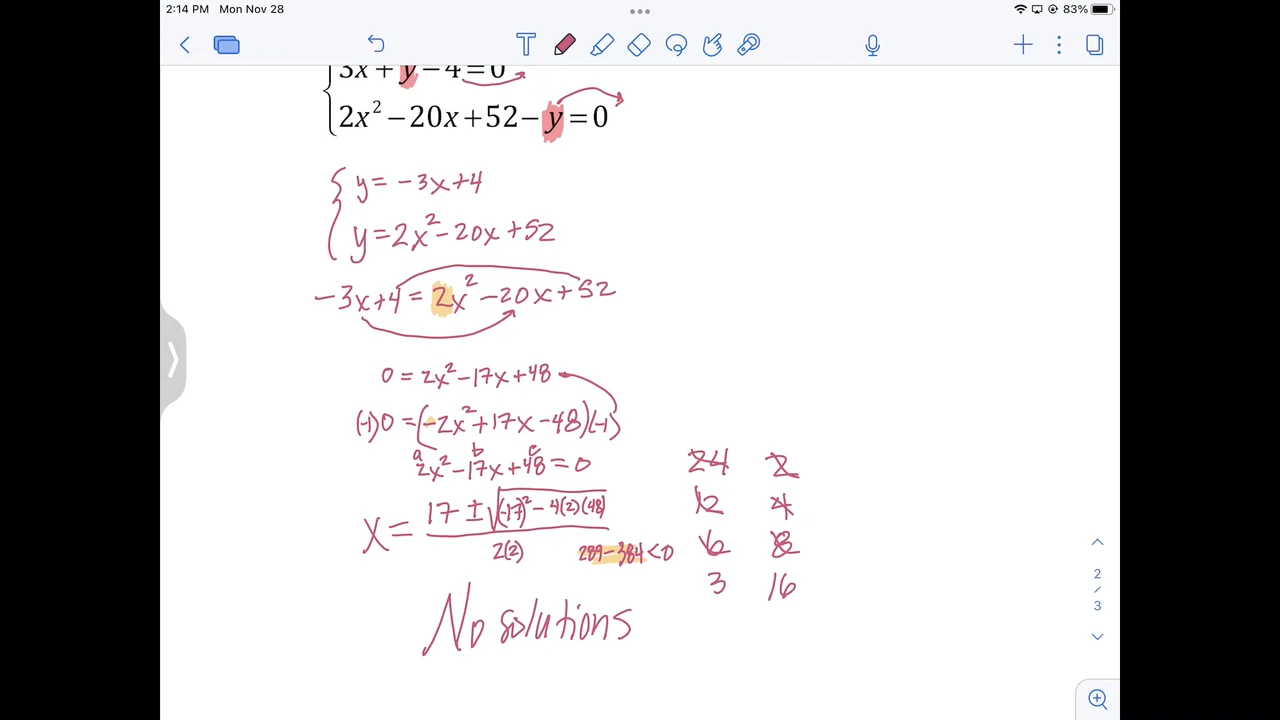 2:14 PM Mon Nov 28
83%
T
3x + y − 4 = 0
2x² − 20x + 52 − y = 0
y = −3x+4
y = 2x² − 20x + 52
−3x+4 = 2x² − 20x + 52
0 = 2x² − 17x + 48
(-1)0 = (−2x² + 17x − 48)(-1)
a b c
2x² − 17x + 48 = 0
x = (17 ± √((-17)² − 4(2)(48))) / 2(2)
289 − 384 < 0
24 2
12 4
6 8
3 16
No solutions
2
/
3